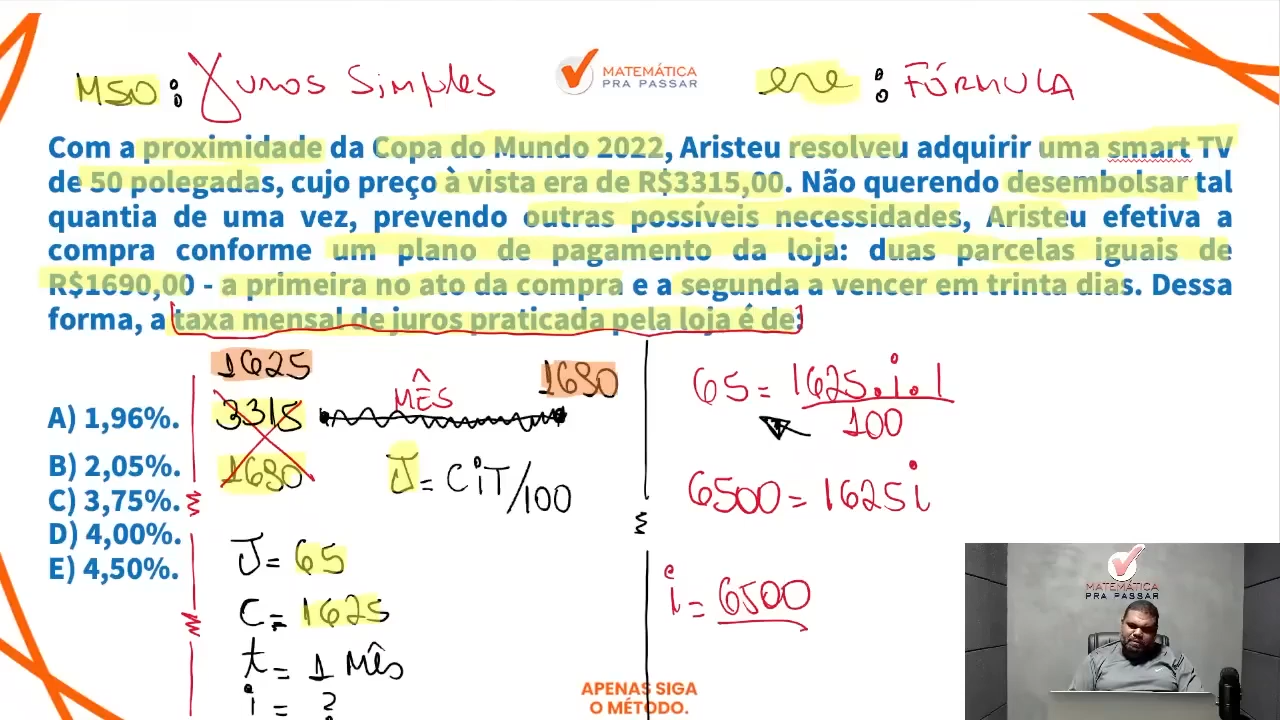 MSO: Juros Simples
MATEMÁTICA
PRA PASSAR
ENE: FÓRMULA
Com a proximidade da Copa do Mundo 2022, Aristeu resolveu adquirir uma smart TV
de 50 polegadas, cujo preço à vista era de R$3315,00. Não querendo desembolsar tal
quantia de uma vez, prevendo outras possíveis necessidades, Aristeu efetiva a
compra conforme um plano de pagamento da loja: duas parcelas iguais de
R$1690,00 - a primeira no ato da compra e a segunda a vencer em trinta dias. Dessa
forma, a taxa mensal de juros praticada pela loja é de:
A) 1,96%.
B) 2,05%.
C) 3,75%.
D) 4,00%.
E) 4,50%.
1625
3315
1690
MÊS
1690
J = CiT/100
J = 65
C = 1625
t = 1 MÊS
i = ?
65 = 1625.i.1
100
6500 = 1625i
i = 6500
MATEMÁTICA
PRA PASSAR
APENAS SIGA
O MÉTODO.